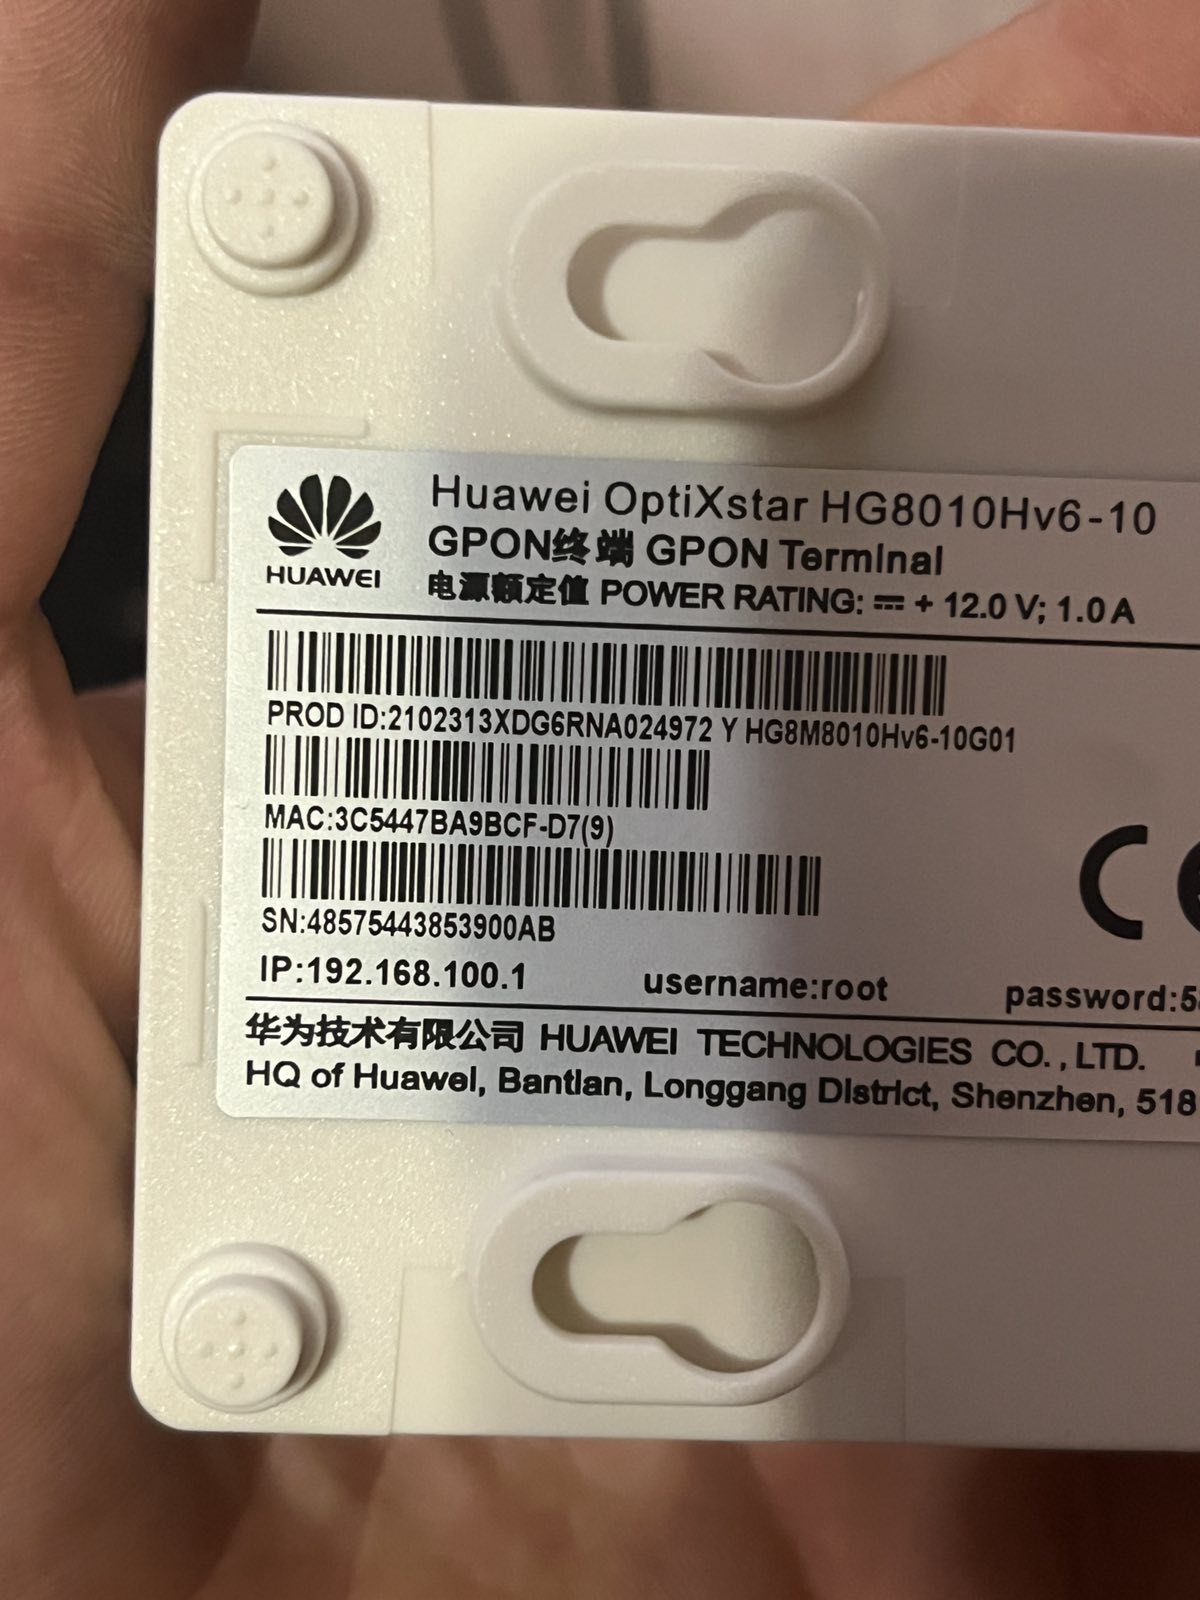 HUAWEI
Huawei OptiXstar HG8010Hv6-10
GPON终端 GPON Terminal
电源额定值 POWER RATING: ⎓ + 12.0 V; 1.0 A
PROD ID:2102313XDG6RNA024972 Y HG8M8010Hv6-10G01
MAC:3C5447BA9BCF-D7(9)
SN:48575443853900AB
IP:192.168.100.1 username:root password:5
华为技术有限公司 HUAWEI TECHNOLOGIES CO., LTD.
HQ of Huawei, Bantian, Longgang District, Shenzhen, 518